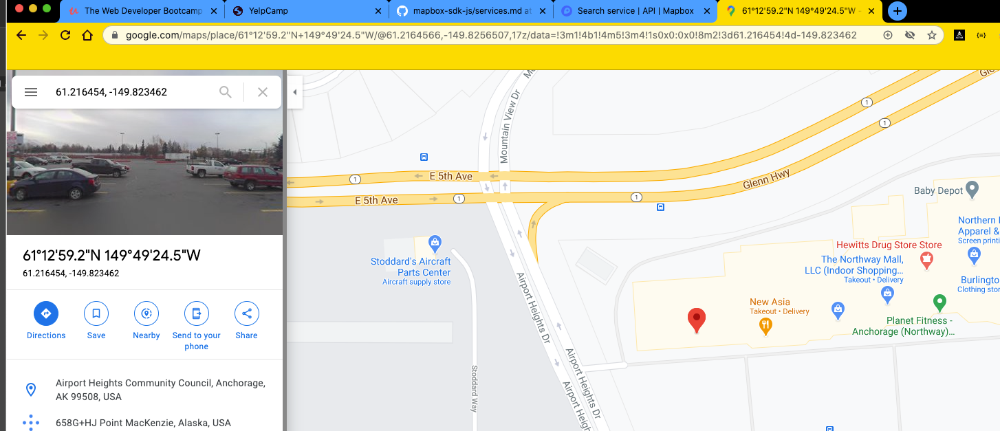 The Web Developer Bootcamp
YelpCamp
mapbox-sdk-js/services.md at
Search service | API | Mapbox
61°12'59.2"N 149°49'24.5"W -
google.com/maps/place/61°12'59.2"N+149°49'24.5"W/@61.2164566,-149.8256507,17z/data=!3m1!4b1!4m5!3m4!1s0x0:0x0!8m2!3d61.216454!4d-149.823462
61.216454, -149.823462
61°12'59.2"N 149°49'24.5"W
61.216454, -149.823462
Directions
Save
Nearby
Send to your
phone
Share
Airport Heights Community Council, Anchorage,
AK 99508, USA
658G+HJ Point MacKenzie, Alaska, USA
Mountain View Dr
Mo
Gle
1
1
E 5th Ave
1
E 5th Ave
1
1
Glenn Hwy
Baby Depot
Stoddard's Aircraft
Parts Center
Aircraft supply store
Northern
Apparel &
Screen printi
Hewitts Drug Store Store
The Northway Mall,
LLC (Indoor Shopping...
Takeout • Delivery
Burlingto
Clothing stor
New Asia
Takeout • Delivery
Planet Fitness -
Anchorage (Northway)...
Airport Heights Dr
Airport Heights Dr
Airport Heigh
Stoddard Way